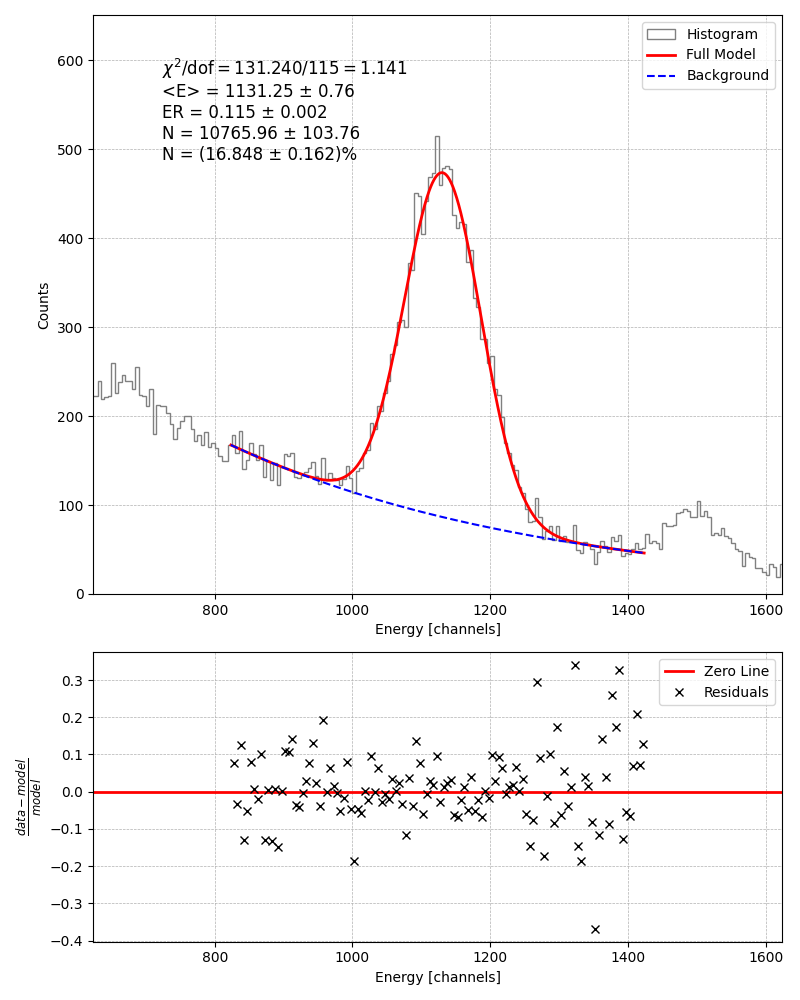 χ²/dof = 131.240/115 = 1.141
<E> = 1131.25 ± 0.76
ER = 0.115 ± 0.002
N = 10765.96 ± 103.76
N = (16.848 ± 0.162)%
Histogram
Full Model
Background
Counts
600
500
400
300
200
100
0
800 1000 1200 1400 1600
Energy [channels]
Zero Line
Residuals
data − model
model
0.3
0.2
0.1
0.0
−0.1
−0.2
−0.3
−0.4
800 1000 1200 1400 1600
Energy [channels]